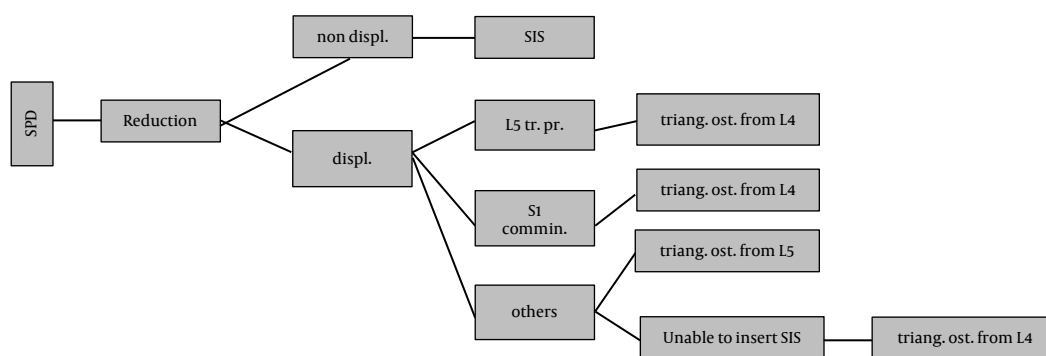 SPD
Reduction
non displ.
SIS
displ.
L5 tr. pr.
triang. ost. from L4
S1
commin.
triang. ost. from L4
others
triang. ost. from L5
Unable to insert SIS
triang. ost. from L4